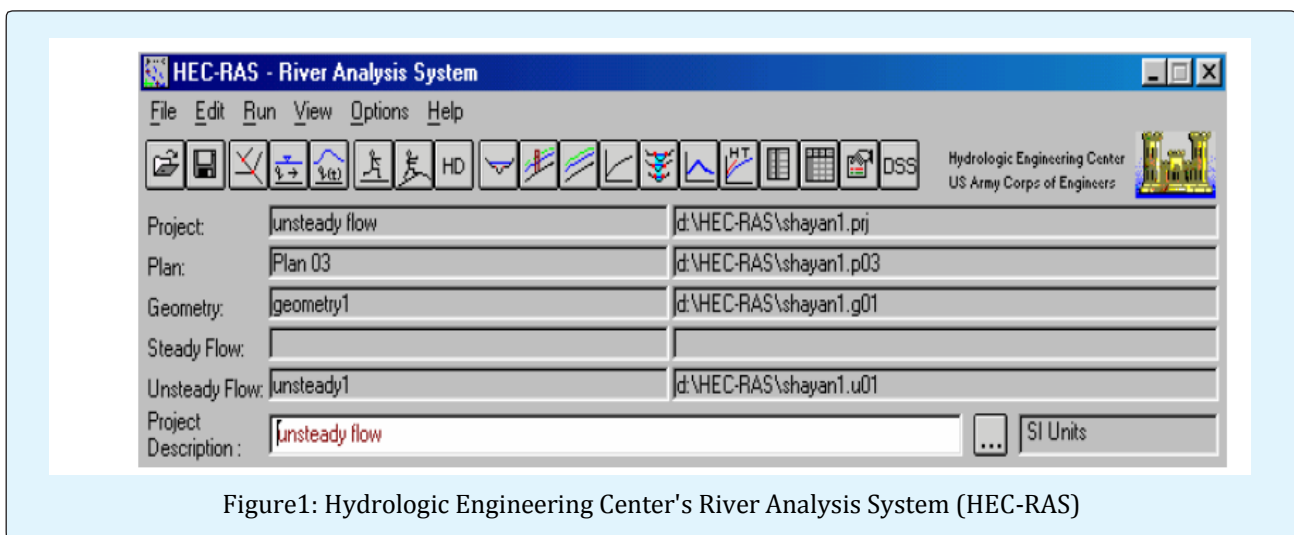 HEC-RAS - River Analysis System
File Edit Run View Options Help
HD HT DSS
Hydrologic Engineering Center
US Army Corps of Engineers
Project: unsteady flow d:\HEC-RAS\shayan1.prj
Plan: Plan 03 d:\HEC-RAS\shayan1.p03
Geometry: geometry1 d:\HEC-RAS\shayan1.g01
Steady Flow:
Unsteady Flow: unsteady1 d:\HEC-RAS\shayan1.u01
Project
Description : unsteady flow ... SI Units
Figure1: Hydrologic Engineering Center's River Analysis System (HEC-RAS)